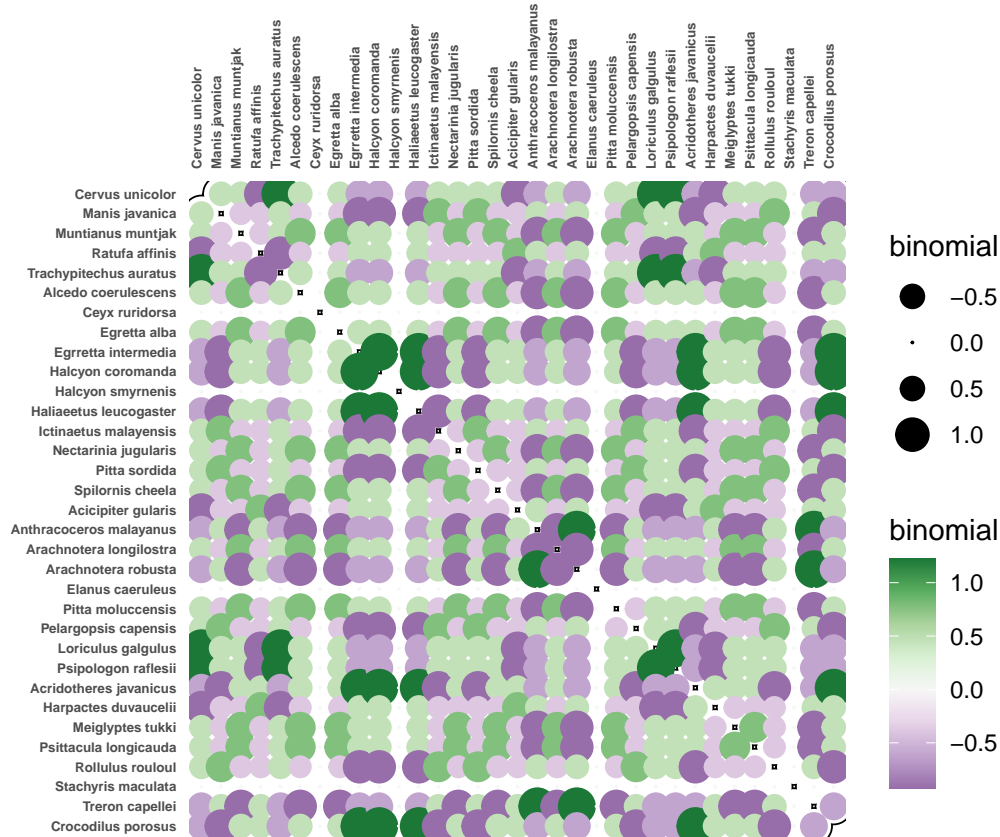 Cervus unicolor
Manis javanica
Muntianus muntjak
Ratufa affinis
Trachypitechus auratus
Alcedo coerulescens
Ceyx ruridorsa
Egretta alba
Egrretta intermedia
Halcyon coromanda
Halcyon smyrnensis
Haliaeetus leucogaster
Ictinaetus malayensis
Nectarinia jugularis
Pitta sordida
Spilornis cheela
Acicipiter gularis
Anthracoceros malayanus
Arachnotera longilostra
Arachnotera robusta
Elanus caeruleus
Pitta moluccensis
Pelargopsis capensis
Loriculus galgulus
Psipologon raflesii
Acridotheres javanicus
Harpactes duvaucelii
Meiglyptes tukki
Psittacula longicauda
Rollulus rouloul
Stachyris maculata
Treron capellei
Crocodilus porosus
Cervus unicolor
Manis javanica
Muntianus muntjak
Ratufa affinis
Trachypitechus auratus
Alcedo coerulescens
Ceyx ruridorsa
Egretta alba
Egrretta intermedia
Halcyon coromanda
Halcyon smyrnensis
Haliaeetus leucogaster
Ictinaetus malayensis
Nectarinia jugularis
Pitta sordida
Spilornis cheela
Acicipiter gularis
Anthracoceros malayanus
Arachnotera longilostra
Arachnotera robusta
Elanus caeruleus
Pitta moluccensis
Pelargopsis capensis
Loriculus galgulus
Psipologon raflesii
Acridotheres javanicus
Harpactes duvaucelii
Meiglyptes tukki
Psittacula longicauda
Rollulus rouloul
Stachyris maculata
Treron capellei
Crocodilus porosus
binomial
−0.5
0.0
0.5
1.0
binomial
1.0
0.5
0.0
−0.5